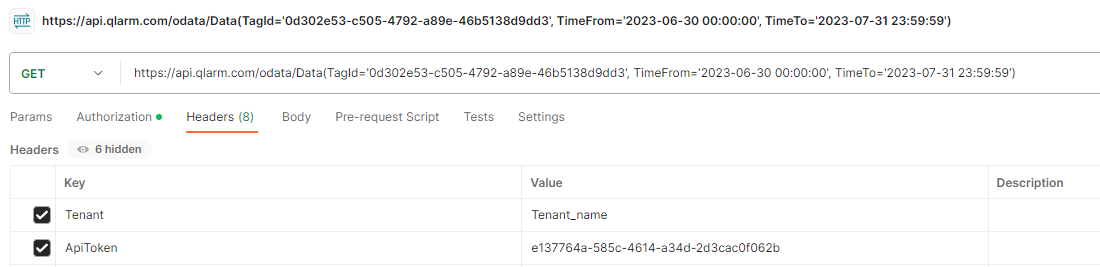 HTTP https://api.qlarm.com/odata/Data(TagId='0d302e53-c505-4792-a89e-46b5138d9dd3', TimeFrom='2023-06-30 00:00:00', TimeTo='2023-07-31 23:59:59')
GET https://api.qlarm.com/odata/Data(TagId='0d302e53-c505-4792-a89e-46b5138d9dd3', TimeFrom='2023-06-30 00:00:00', TimeTo='2023-07-31 23:59:59')
Params Authorization Headers (8) Body Pre-request Script Tests Settings
Headers 6 hidden
Key Value Description
Tenant Tenant_name
ApiToken e137764a-585c-4614-a34d-2d3cac0f062b